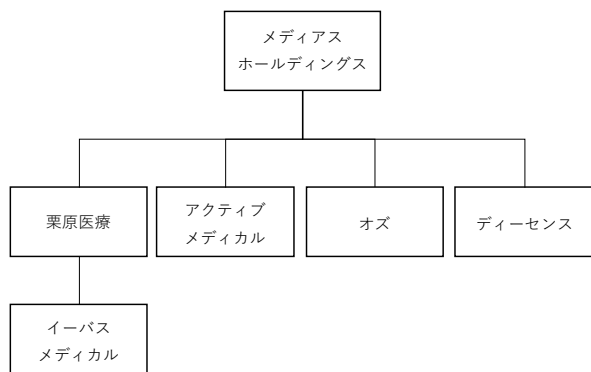 メディアス
ホールディングス
栗原医療
アクティブ
メディカル
オズ
ディーセンス
イーバス
メディカル